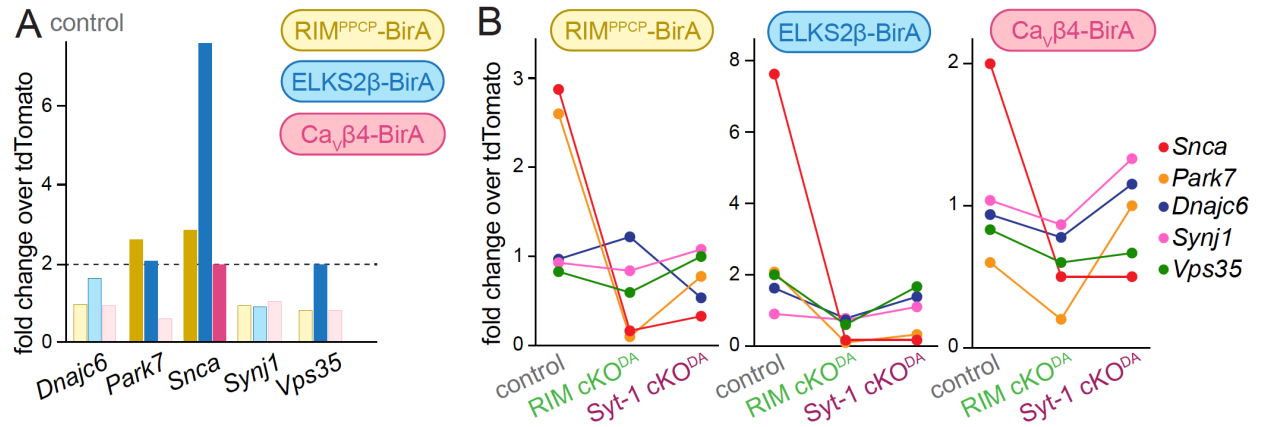 A control
RIMᴾᴾᶜᴾ-BirA
ELKS2β-BirA
CaVβ4-BirA
fold change over tdTomato
6
4
2
0
Dnajc6 Park7 Snca Synj1 Vps35
B
RIMᴾᴾᶜᴾ-BirA
fold change over tdTomato
3
2
1
0
control RIM cKOᴰᴬ Syt-1 cKOᴰᴬ
ELKS2β-BirA
8
6
4
2
0
control RIM cKOᴰᴬ Syt-1 cKOᴰᴬ
CaVβ4-BirA
2
1
0
control RIM cKOᴰᴬ Syt-1 cKOᴰᴬ
Snca
Park7
Dnajc6
Synj1
Vps35